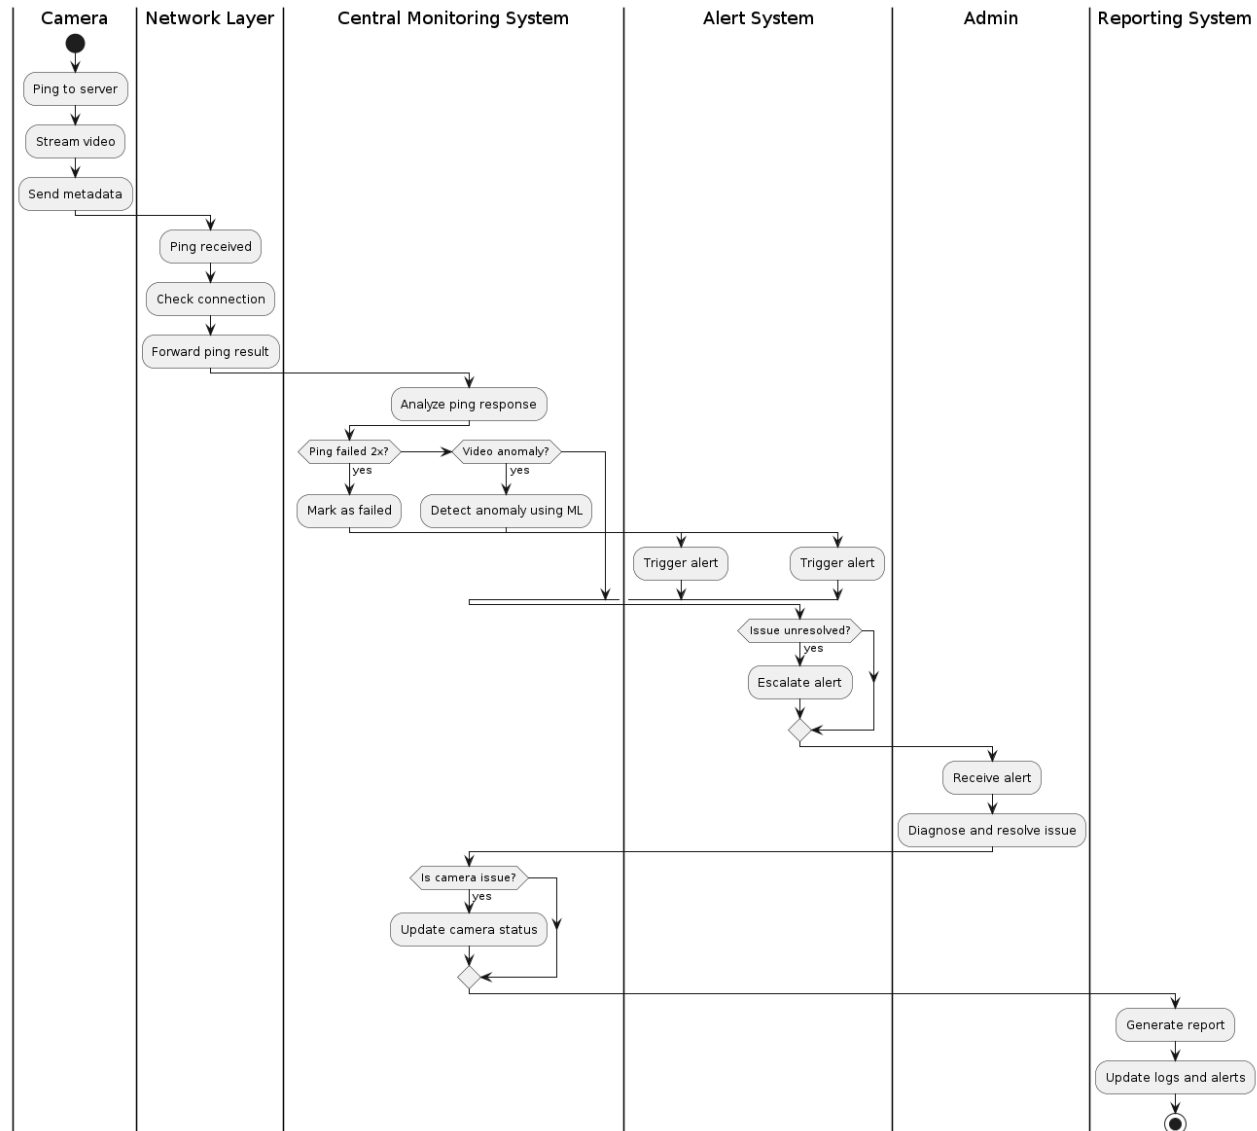 Camera
Network Layer
Central Monitoring System
Alert System
Admin
Reporting System
Ping to server
Stream video
Send metadata
Ping received
Check connection
Forward ping result
Analyze ping response
Ping failed 2x?
Video anomaly?
yes
yes
Mark as failed
Detect anomaly using ML
Trigger alert
Trigger alert
Issue unresolved?
yes
Escalate alert
Receive alert
Diagnose and resolve issue
Is camera issue?
yes
Update camera status
Generate report
Update logs and alerts